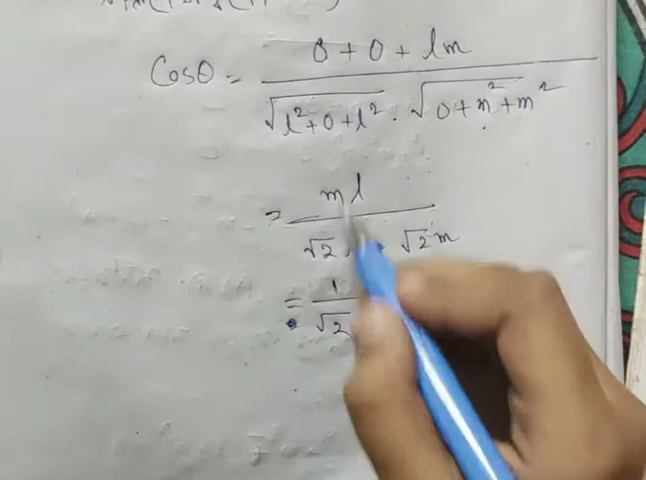 Cosθ = (0 + 0 + lm) / (√(l²+0+l²) . √(0+m²+m²))
= ml / (√2 . √2 m)
= 1 / √2